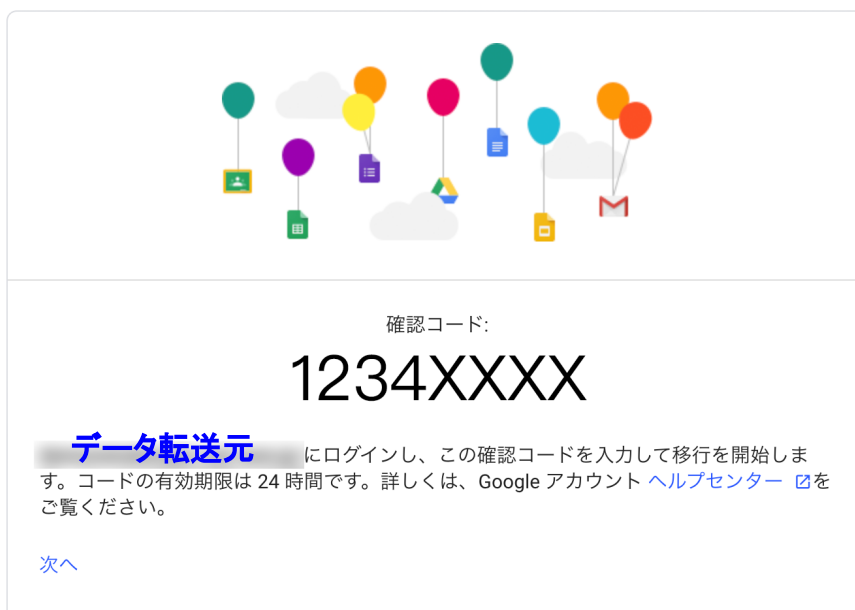 確認コード:
1234XXXX
データ転送元にログインし、この確認コードを入力して移行を開始しま
す。コードの有効期限は 24 時間です。詳しくは、Google アカウント ヘルプセンター を
ご覧ください。
次へ